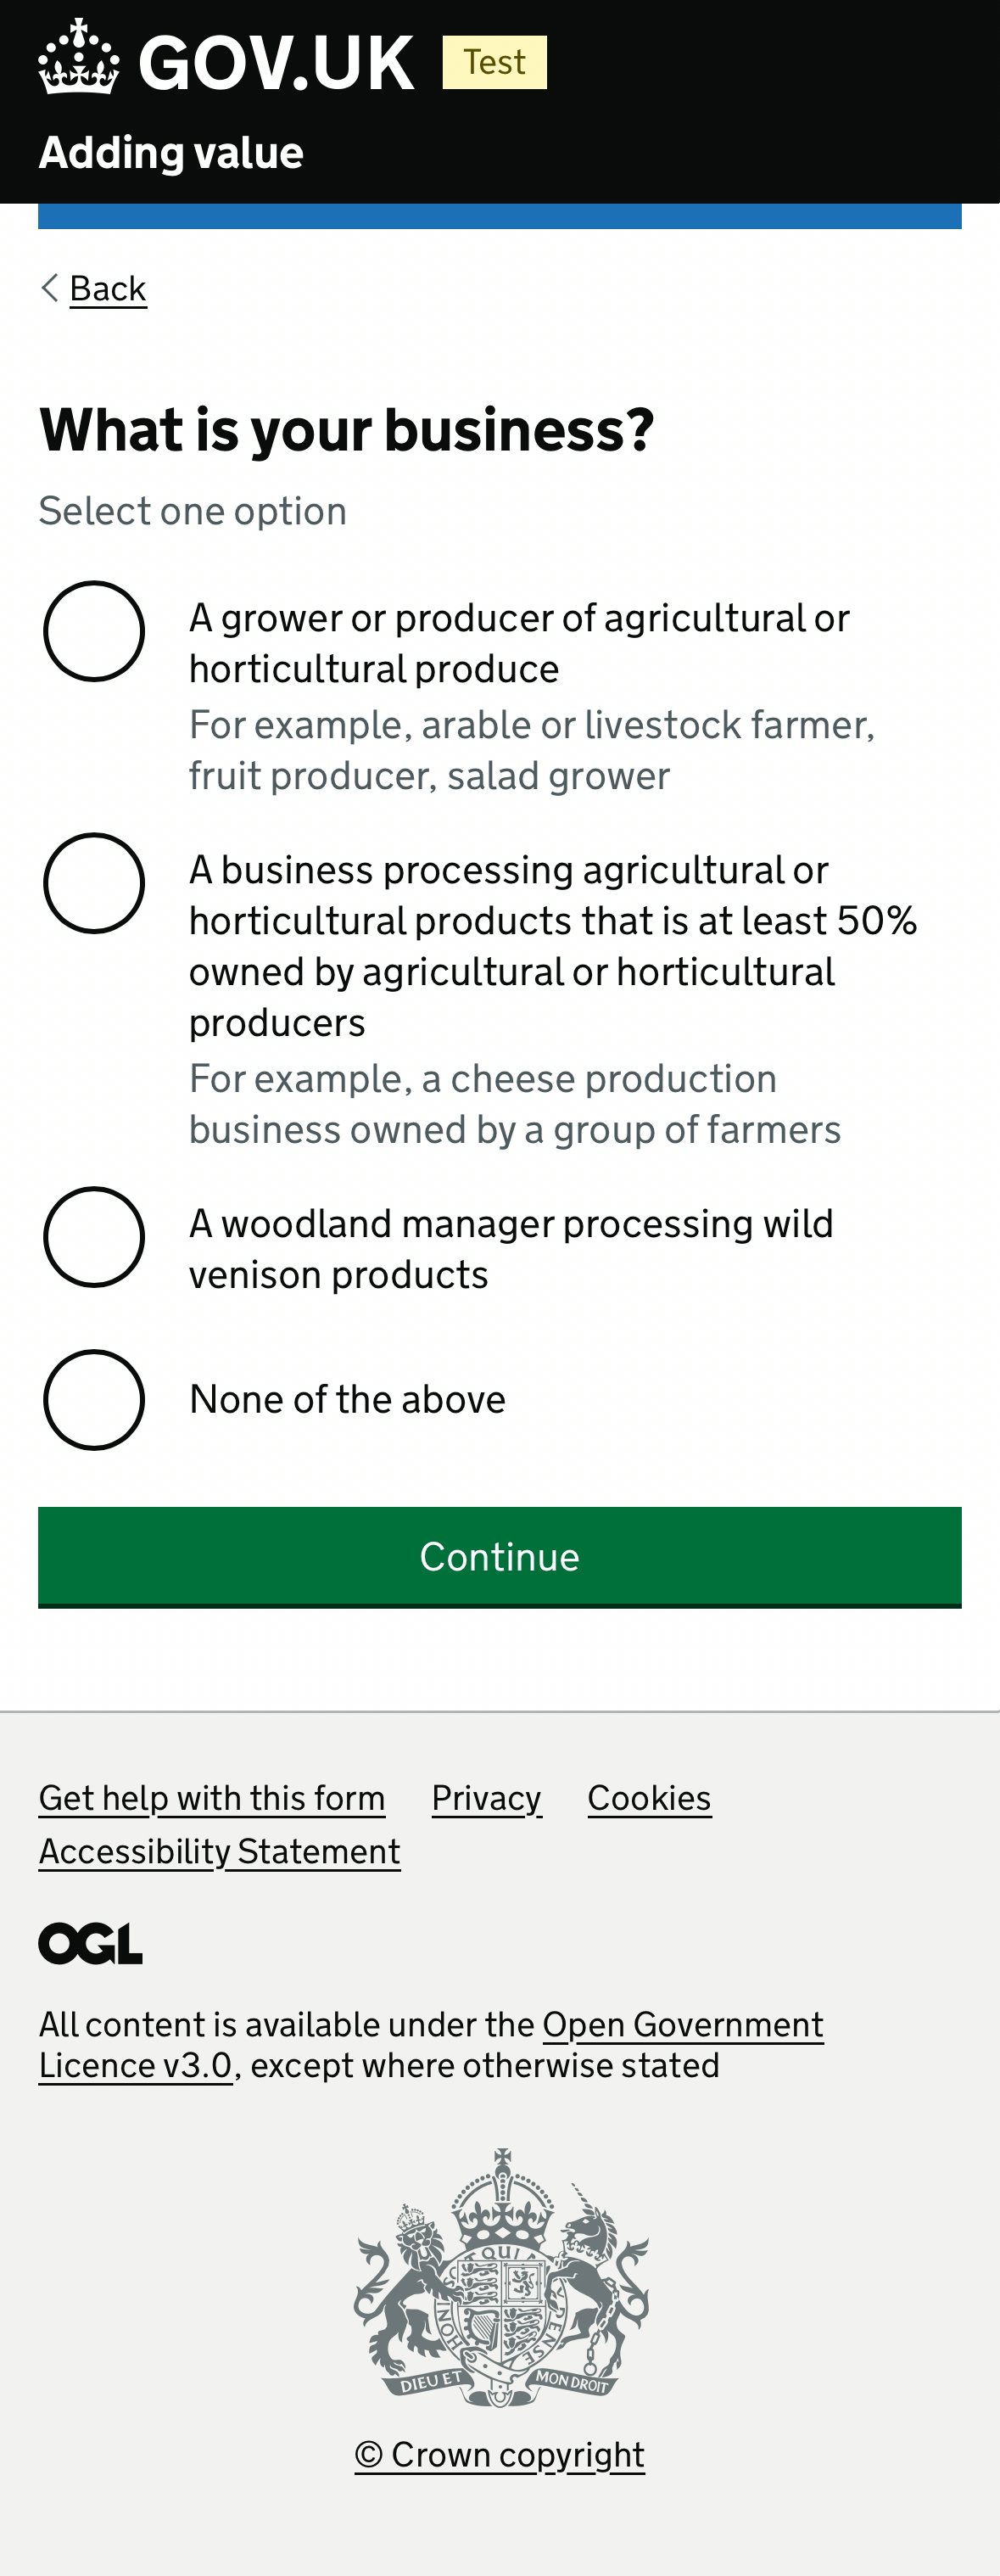 GOV.UK Test
Adding value
Back
What is your business?
Select one option
A grower or producer of agricultural or
horticultural produce
For example, arable or livestock farmer,
fruit producer, salad grower
A business processing agricultural or
horticultural products that is at least 50%
owned by agricultural or horticultural
producers
For example, a cheese production
business owned by a group of farmers
A woodland manager processing wild
venison products
None of the above
Continue
Get help with this form Privacy Cookies
Accessibility Statement
OGL
All content is available under the Open Government
Licence v3.0, except where otherwise stated
DIEU ET MON DROIT
© Crown copyright